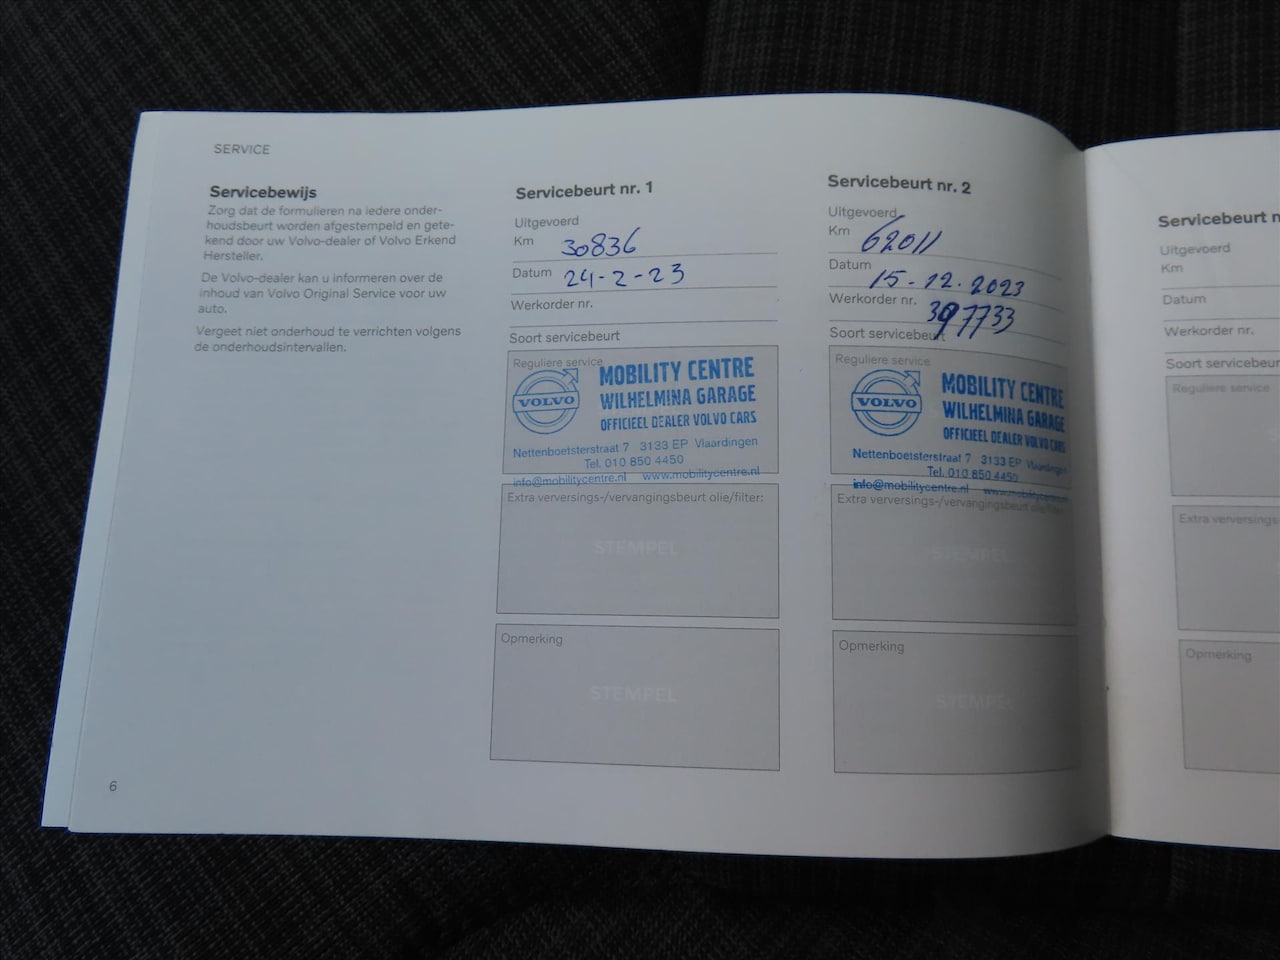 SERVICE
Servicebewijs
Zorg dat de formulieren na iedere onder-
houdsbeurt worden afgestempeld en gete-
kend door uw Volvo-dealer of Volvo Erkend
Hersteller.
De Volvo-dealer kan u informeren over de
inhoud van Volvo Original Service voor uw
auto.
Vergeet niet onderhoud te verrichten volgens
de onderhoudsintervallen.
6
Servicebeurt nr. 1
Uitgevoerd
Km 30836
Datum 24-2-23
Werkorder nr.
Soort servicebeurt
Reguliere service
VOLVO
MOBILITY CENTRE
WILHELMINA GARAGE
OFFICIEEL DEALER VOLVO CARS
Nettenboetsterstraat 7 3133 EP Vlaardingen
Tel. 010 850 4450
info@mobilitycentre.nl www.mobilitycentre.nl
Extra verversings-/vervangingsbeurt olie/filter:
STEMPEL
Opmerking
STEMPEL
Servicebeurt nr. 2
Uitgevoerd
Km 62011
Datum 15-12-2023
Werkorder nr. 397733
Soort servicebeurt
Reguliere service
VOLVO
MOBILITY CENTRE
WILHELMINA GARAGE
OFFICIEEL DEALER VOLVO CARS
Nettenboetsterstraat 7 3133 EP Vlaardingen
Tel. 010 850 4450
info@mobilitycentre.nl
Extra verversings-/vervangingsbeurt olie/filter:
STEMPEL
Opmerking
STEMPEL
Servicebeurt
Uitgevoerd
Km
Datum
Werkorder nr.
Soort servicebeur
Reguliere service
Extra verversings
Opmerking